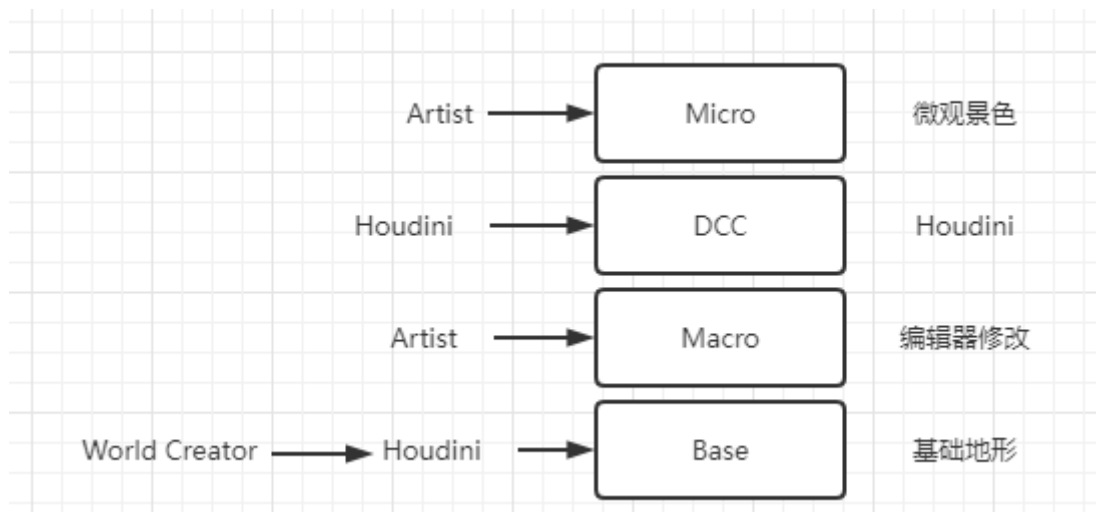 Artist Micro 微观景色
Houdini DCC Houdini
Artist Macro 编辑器修改
World Creator Houdini Base 基础地形